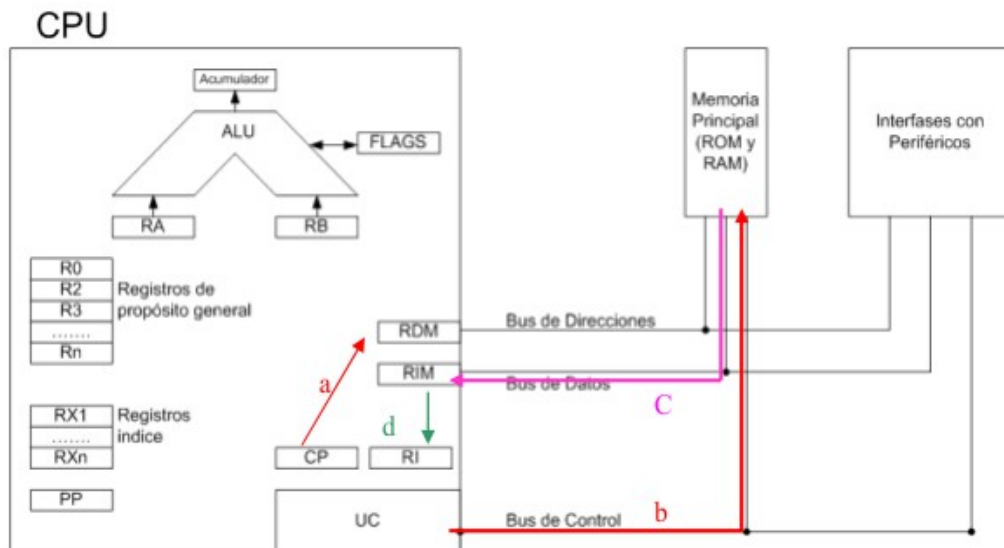 CPU
Acumulador
ALU
FLAGS
RA
RB
R0
R2
R3
.......
Rn
Registros de
propósito general
RX1
.......
RXn
Registros
indice
PP
RDM
RIM
a
d
CP
RI
UC
Bus de Direcciones
Bus de Datos
C
Bus de Control
b
Memoria
Principal
(ROM y
RAM)
Interfases con
Periféricos